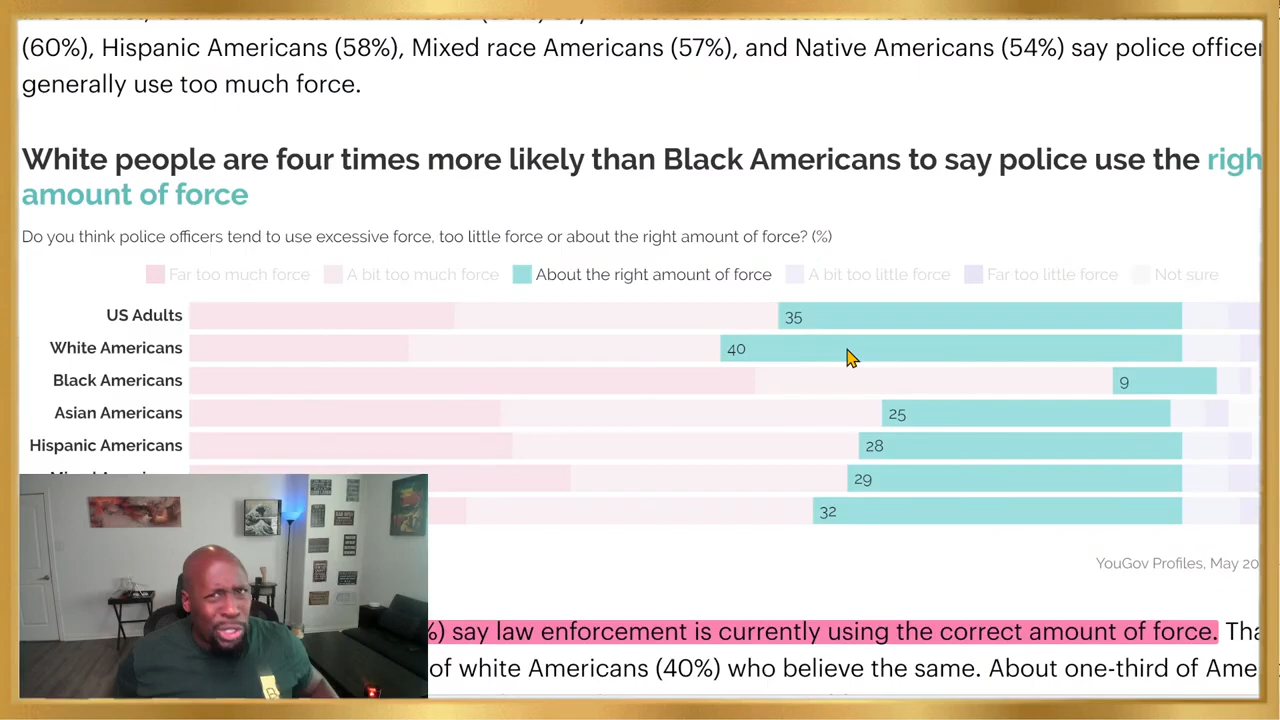 (60%), Hispanic Americans (58%), Mixed race Americans (57%), and Native Americans (54%) say police officer
generally use too much force.
White people are four times more likely than Black Americans to say police use the righ
amount of force
Do you think police officers tend to use excessive force, too little force or about the right amount of force? (%)
Far too much force A bit too much force About the right amount of force A bit too little force Far too little force Not sure
US Adults 35
White Americans 40
Black Americans 9
Asian Americans 25
Hispanic Americans 28
29
32
YouGov Profiles, May 20
%) say law enforcement is currently using the correct amount of force. Tha
of white Americans (40%) who believe the same. About one-third of Ame